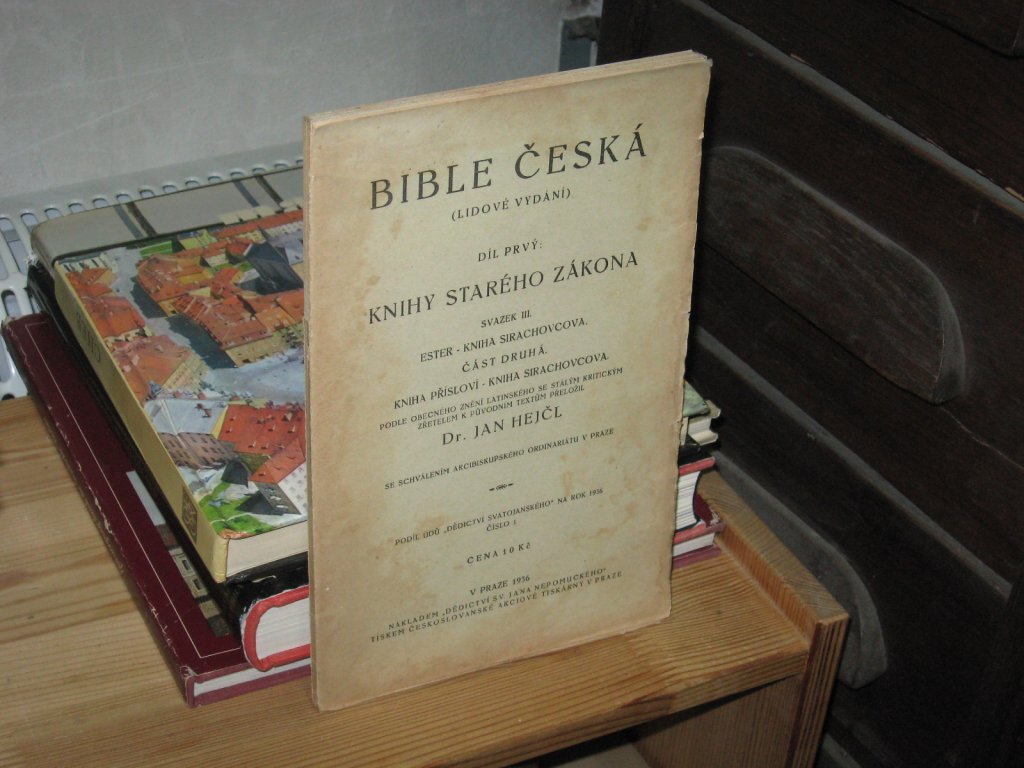 BIBLE ČESKÁ
(LIDOVÉ VYDÁNÍ)
DÍL PRVÝ:
KNIHY STARÉHO ZÁKONA
SVAZEK III.
ESTER - KNIHA SIRACHOVCOVA.
ČÁST DRUHÁ.
KNIHA PŘÍSLOVÍ - KNIHA SIRACHOVCOVA.
PODLE OBECNÉHO ZNĚNÍ LATINSKÉHO SE STÁLÝM KRITICKÝM
ZŘETELEM K PŮVODNÍM TEXTŮM PŘELOŽIL
Dr. JAN HEJČL
SE SCHVÁLENÍM ARCIBISKUPSKÉHO ORDINARIÁTU V PRAZE
PODÍL ÚDŮ „DĚDICTVÍ SVATOJANSKÉHO" NA ROK 1936
ČÍSLO 1
CENA 10 Kč
V PRAZE 1936
NÁKLADEM „DĚDICTVÍ SV. JANA NEPOMUCKÉHO"
TISKEM ČESKOSLOVANSKÉ AKCIOVÉ TISKÁRNY V PRAZE